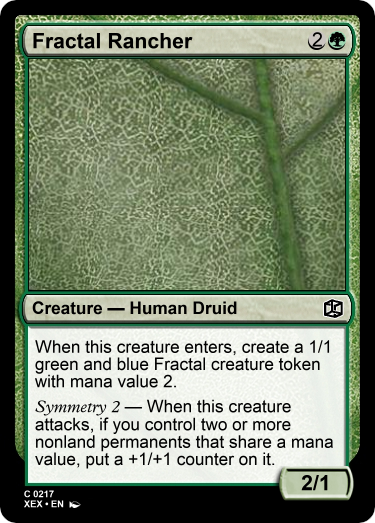 Fractal Rancher 2
Creature — Human Druid
When this creature enters, create a 1/1
green and blue Fractal creature token
with mana value 2.
Symmetry 2 — When this creature
attacks, if you control two or more
nonland permanents that share a mana
value, put a +1/+1 counter on it.
2/1
C 0217
XEX • EN